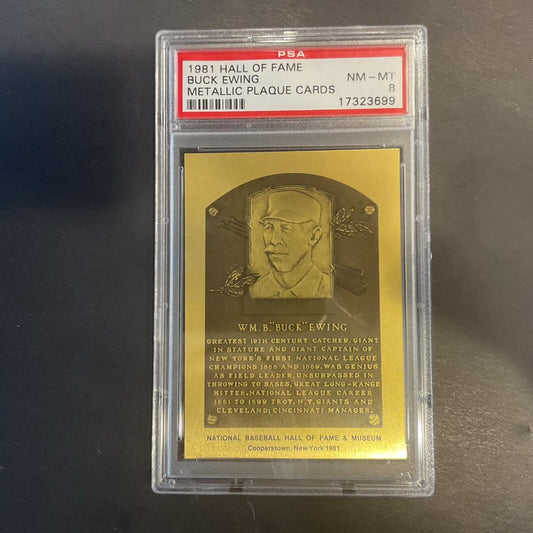 PSA
1981 HALL OF FAME
BUCK EWING NM - MT
METALLIC PLAQUE CARDS 8
17323699
WM. B. "BUCK" EWING
GREATEST 19TH CENTURY CATCHER. GIANT
IN STATURE AND GIANT CAPTAIN OF
NEW YORK'S FIRST NATIONAL LEAGUE
CHAMPIONS 1888 AND 1889. WAS GENIUS
AS FIELD LEADER, UNSURPASSED IN
THROWING TO BASES, GREAT LONG-RANGE
HITTER. NATIONAL LEAGUE CAREER
1881 TO 1899 TROY, N.Y. GIANTS AND
CLEVELAND; CINCINNATI MANAGER.
NATIONAL BASEBALL HALL OF FAME & MUSEUM
Cooperstown, New York 1981